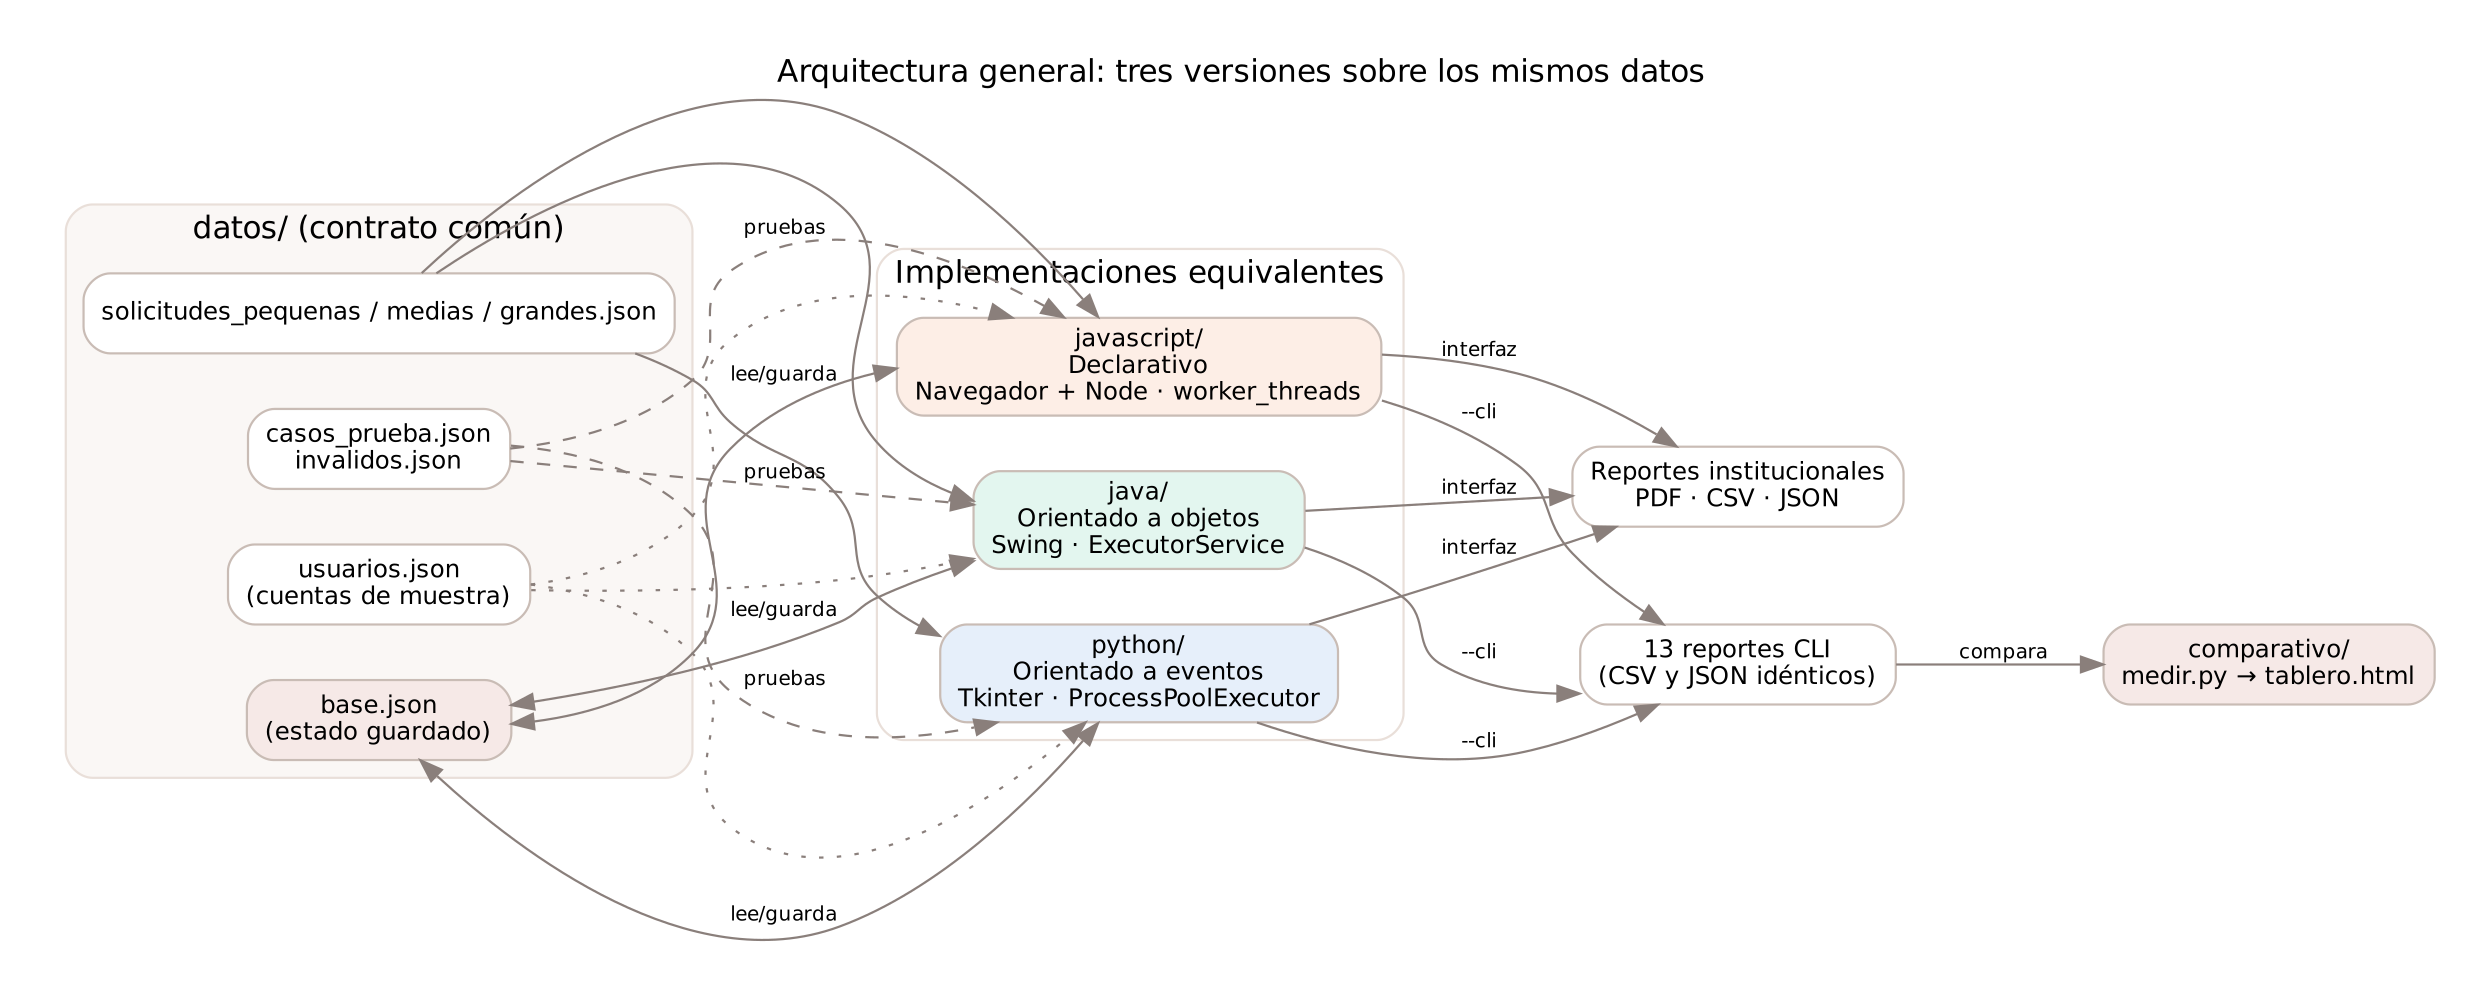 Arquitectura general: tres versiones sobre los mismos datos
datos/ (contrato común)
solicitudes_pequenas / medias / grandes.json
casos_prueba.json
invalidos.json
usuarios.json
(cuentas de muestra)
base.json
(estado guardado)
pruebas
lee/guarda
pruebas
lee/guarda
pruebas
lee/guarda
Implementaciones equivalentes
javascript/
Declarativo
Navegador + Node · worker_threads
java/
Orientado a objetos
Swing · ExecutorService
python/
Orientado a eventos
Tkinter · ProcessPoolExecutor
interfaz
--cli
interfaz
interfaz
--cli
--cli
Reportes institucionales
PDF · CSV · JSON
13 reportes CLI
(CSV y JSON idénticos)
compara
comparativo/
medir.py → tablero.html